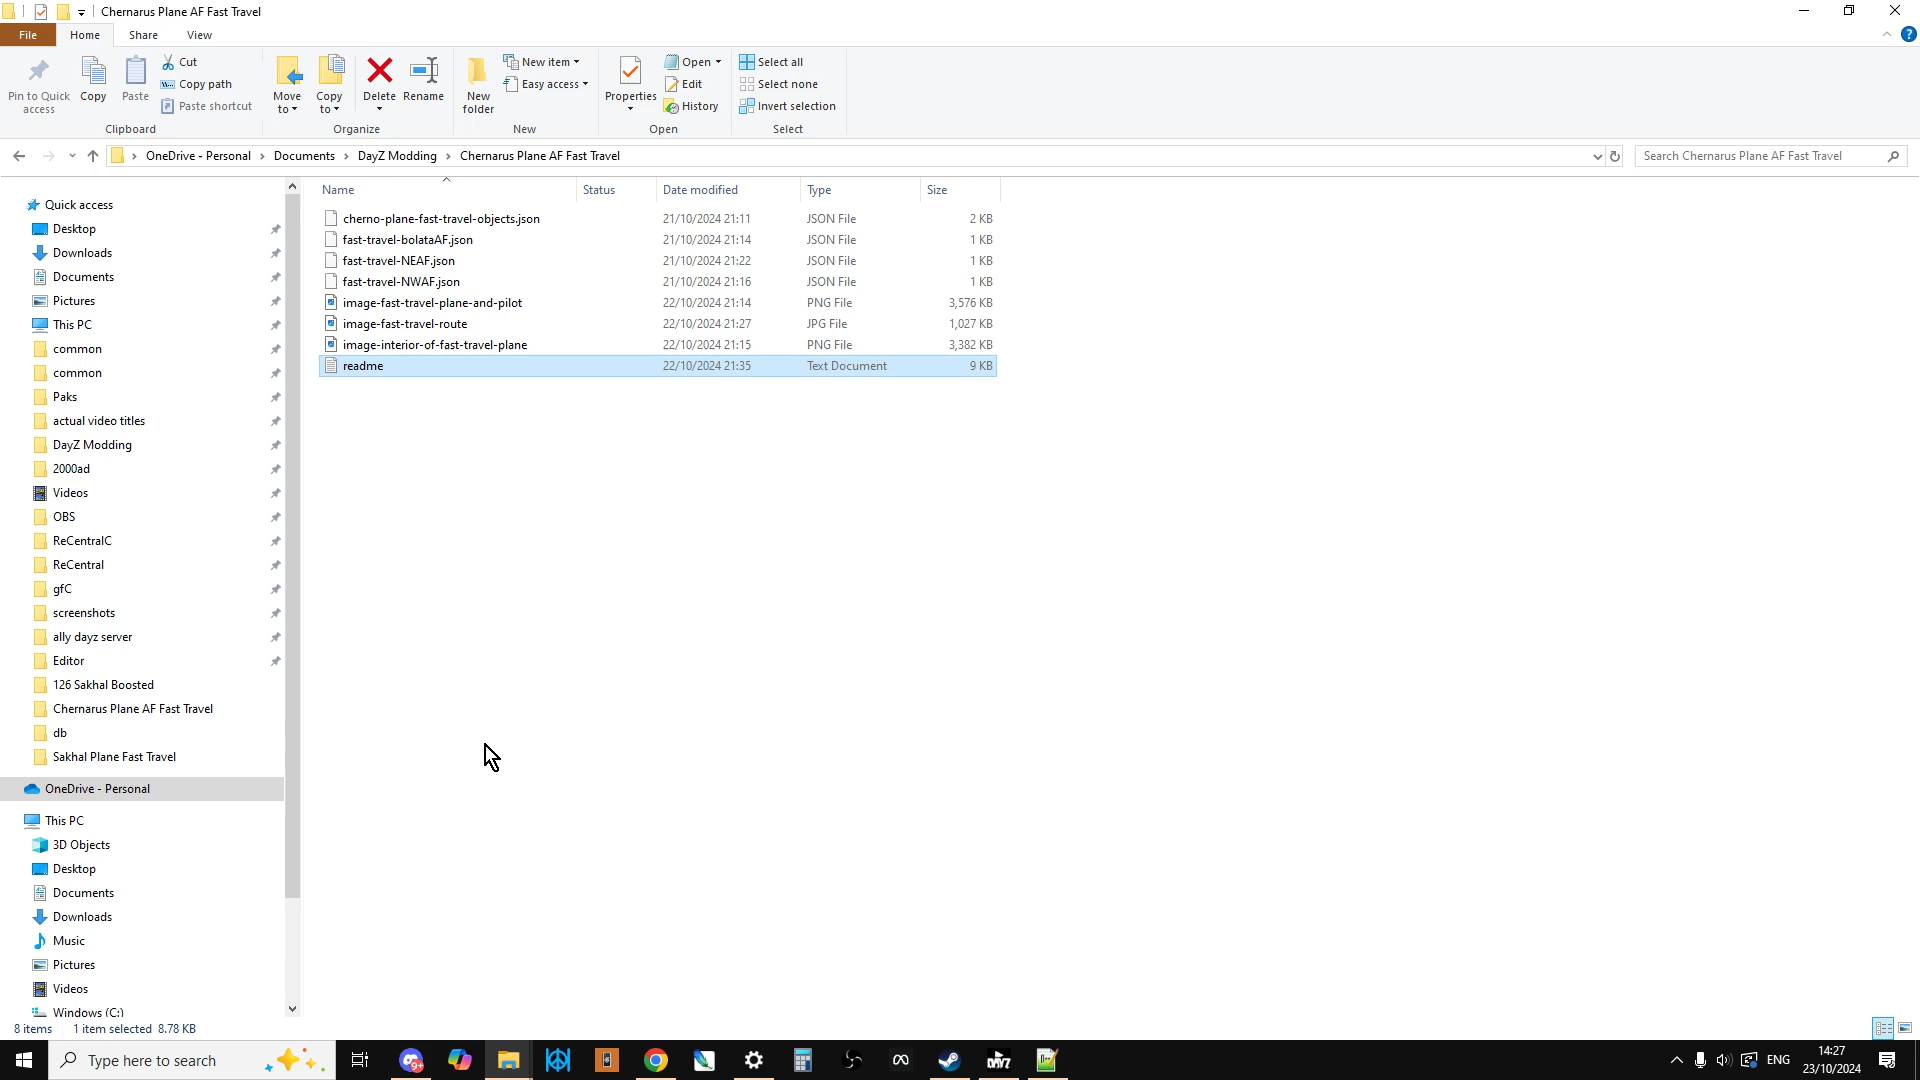 Chernarus Plane AF Fast Travel
File Home Share View
Pin to Quick access
Copy
Paste
Cut
Copy path
Paste shortcut
Clipboard
Move to
Copy to
Delete
Rename
Organize
New folder
New item
Easy access
New
Properties
Open
Edit
History
Open
Select all
Select none
Invert selection
Select
OneDrive - Personal > Documents > DayZ Modding > Chernarus Plane AF Fast Travel
Search Chernarus Plane AF Fast Travel
Quick access
Desktop
Downloads
Documents
Pictures
This PC
common
common
Paks
actual video titles
DayZ Modding
2000ad
Videos
OBS
ReCentralC
ReCentral
gfC
screenshots
ally dayz server
Editor
126 Sakhal Boosted
Chernarus Plane AF Fast Travel
db
Sakhal Plane Fast Travel
OneDrive - Personal
This PC
3D Objects
Desktop
Documents
Downloads
Music
Pictures
Videos
Windows (C:)
Name Status Date modified Type Size
cherno-plane-fast-travel-objects.json 21/10/2024 21:11 JSON File 2 KB
fast-travel-bolataAF.json 21/10/2024 21:14 JSON File 1 KB
fast-travel-NEAF.json 21/10/2024 21:22 JSON File 1 KB
fast-travel-NWAF.json 21/10/2024 21:16 JSON File 1 KB
image-fast-travel-plane-and-pilot 22/10/2024 21:14 PNG File 3,576 KB
image-fast-travel-route 22/10/2024 21:27 JPG File 1,027 KB
image-interior-of-fast-travel-plane 22/10/2024 21:15 PNG File 3,382 KB
readme 22/10/2024 21:35 Text Document 9 KB
8 items 1 item selected 8.78 KB
Type here to search
9+
DAYZ
ENG
14:27
23/10/2024